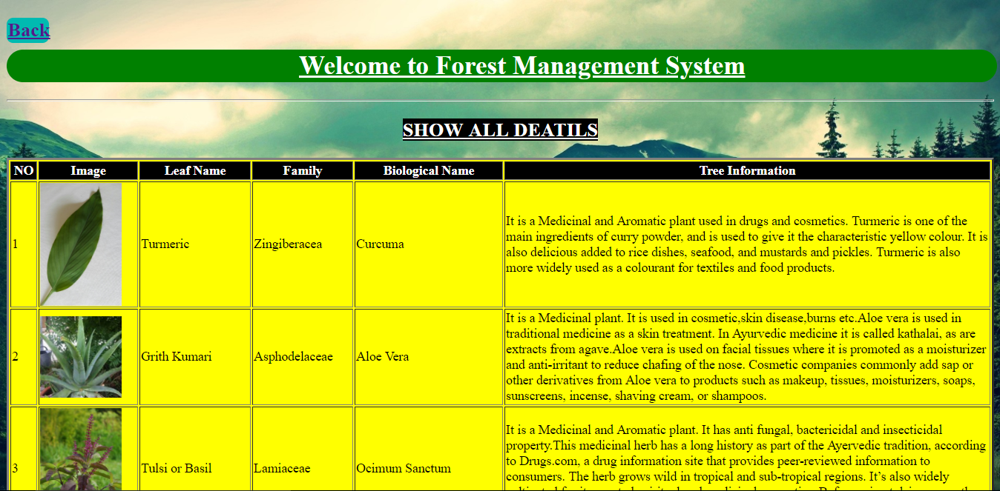 Back
Welcome to Forest Management System
SHOW ALL DEATILS
NO Image Leaf Name Family Biological Name Tree Information
1 Turmeric Zingiberacea Curcuma
It is a Medicinal and Aromatic plant used in drugs and cosmetics. Turmeric is one of the
main ingredients of curry powder, and is used to give it the characteristic yellow colour. It is
also delicious added to rice dishes, seafood, and mustards and pickles. Turmeric is also
more widely used as a colourant for textiles and food products.
2 Grith Kumari Asphodelaceae Aloe Vera
It is a Medicinal plant. It is used in cosmetic,skin disease,burns etc.Aloe vera is used in
traditional medicine as a skin treatment. In Ayurvedic medicine it is called kathalai, as are
extracts from agave.Aloe vera is used on facial tissues where it is promoted as a moisturizer
and anti-irritant to reduce chafing of the nose. Cosmetic companies commonly add sap or
other derivatives from Aloe vera to products such as makeup, tissues, moisturizers, soaps,
sunscreens, incense, shaving cream, or shampoos.
3 Tulsi or Basil Lamiaceae Ocimum Sanctum
It is a Medicinal and Aromatic plant. It has anti fungal, bactericidal and insecticidal
property.This medicinal herb has a long history as part of the Ayervedic tradition, according
to Drugs.com, a drug information site that provides peer-reviewed information to
consumers. The herb grows wild in tropical and sub-tropical regions. It’s also widely